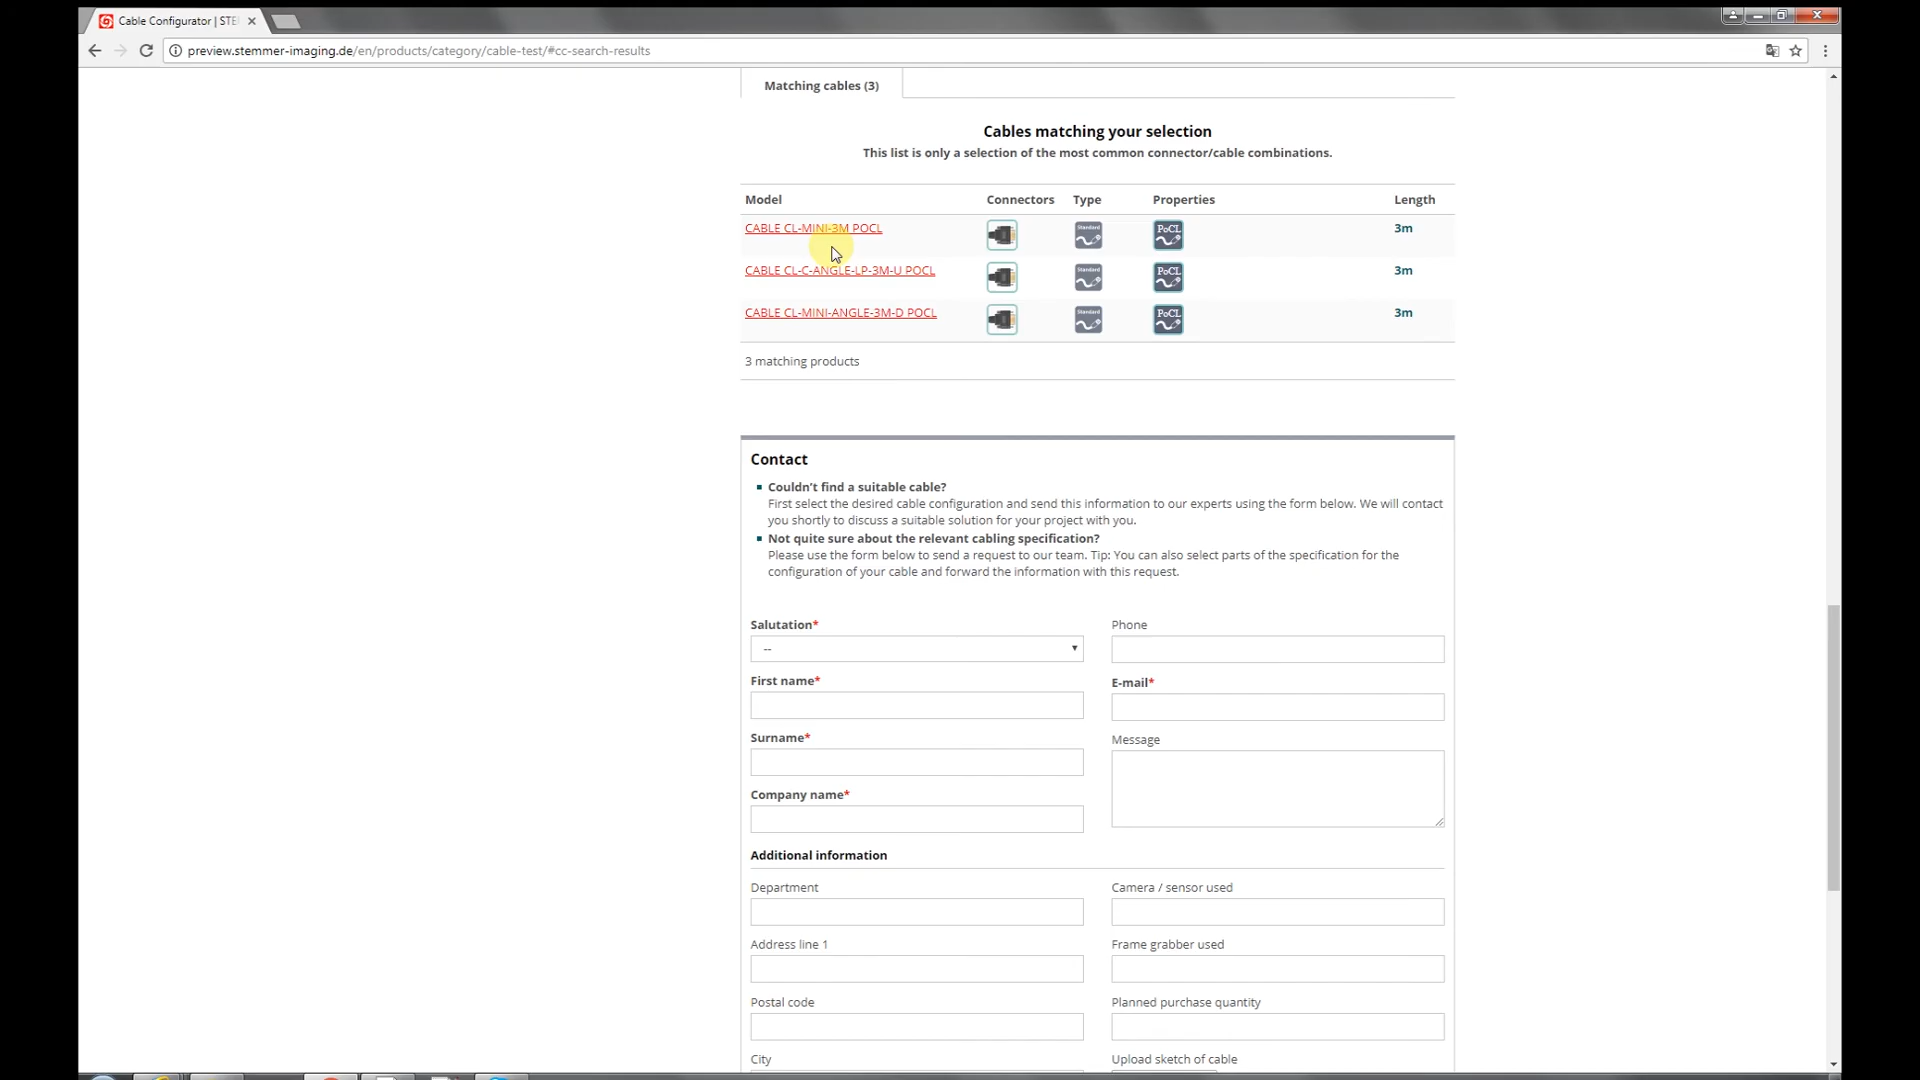 Cable Configurator | STE
preview.stemmer-imaging.de/en/products/category/cable-test/#cc-search-results
Matching cables (3)
Cables matching your selection
This list is only a selection of the most common connector/cable combinations.
Model Connectors Type Properties Length
CABLE CL-MINI-3M POCL Standard PoCL 3m
CABLE CL-C-ANGLE-LP-3M-U POCL Standard PoCL 3m
CABLE CL-MINI-ANGLE-3M-D POCL Standard PoCL 3m
3 matching products
Contact
Couldn't find a suitable cable?
First select the desired cable configuration and send this information to our experts using the form below. We will contact
you shortly to discuss a suitable solution for your project with you.
Not quite sure about the relevant cabling specification?
Please use the form below to send a request to our team. Tip: You can also select parts of the specification for the
configuration of your cable and forward the information with this request.
Salutation* Phone
--
First name* E-mail*
Surname* Message
Company name*
Additional information
Department Camera / sensor used
Address line 1 Frame grabber used
Postal code Planned purchase quantity
City Upload sketch of cable